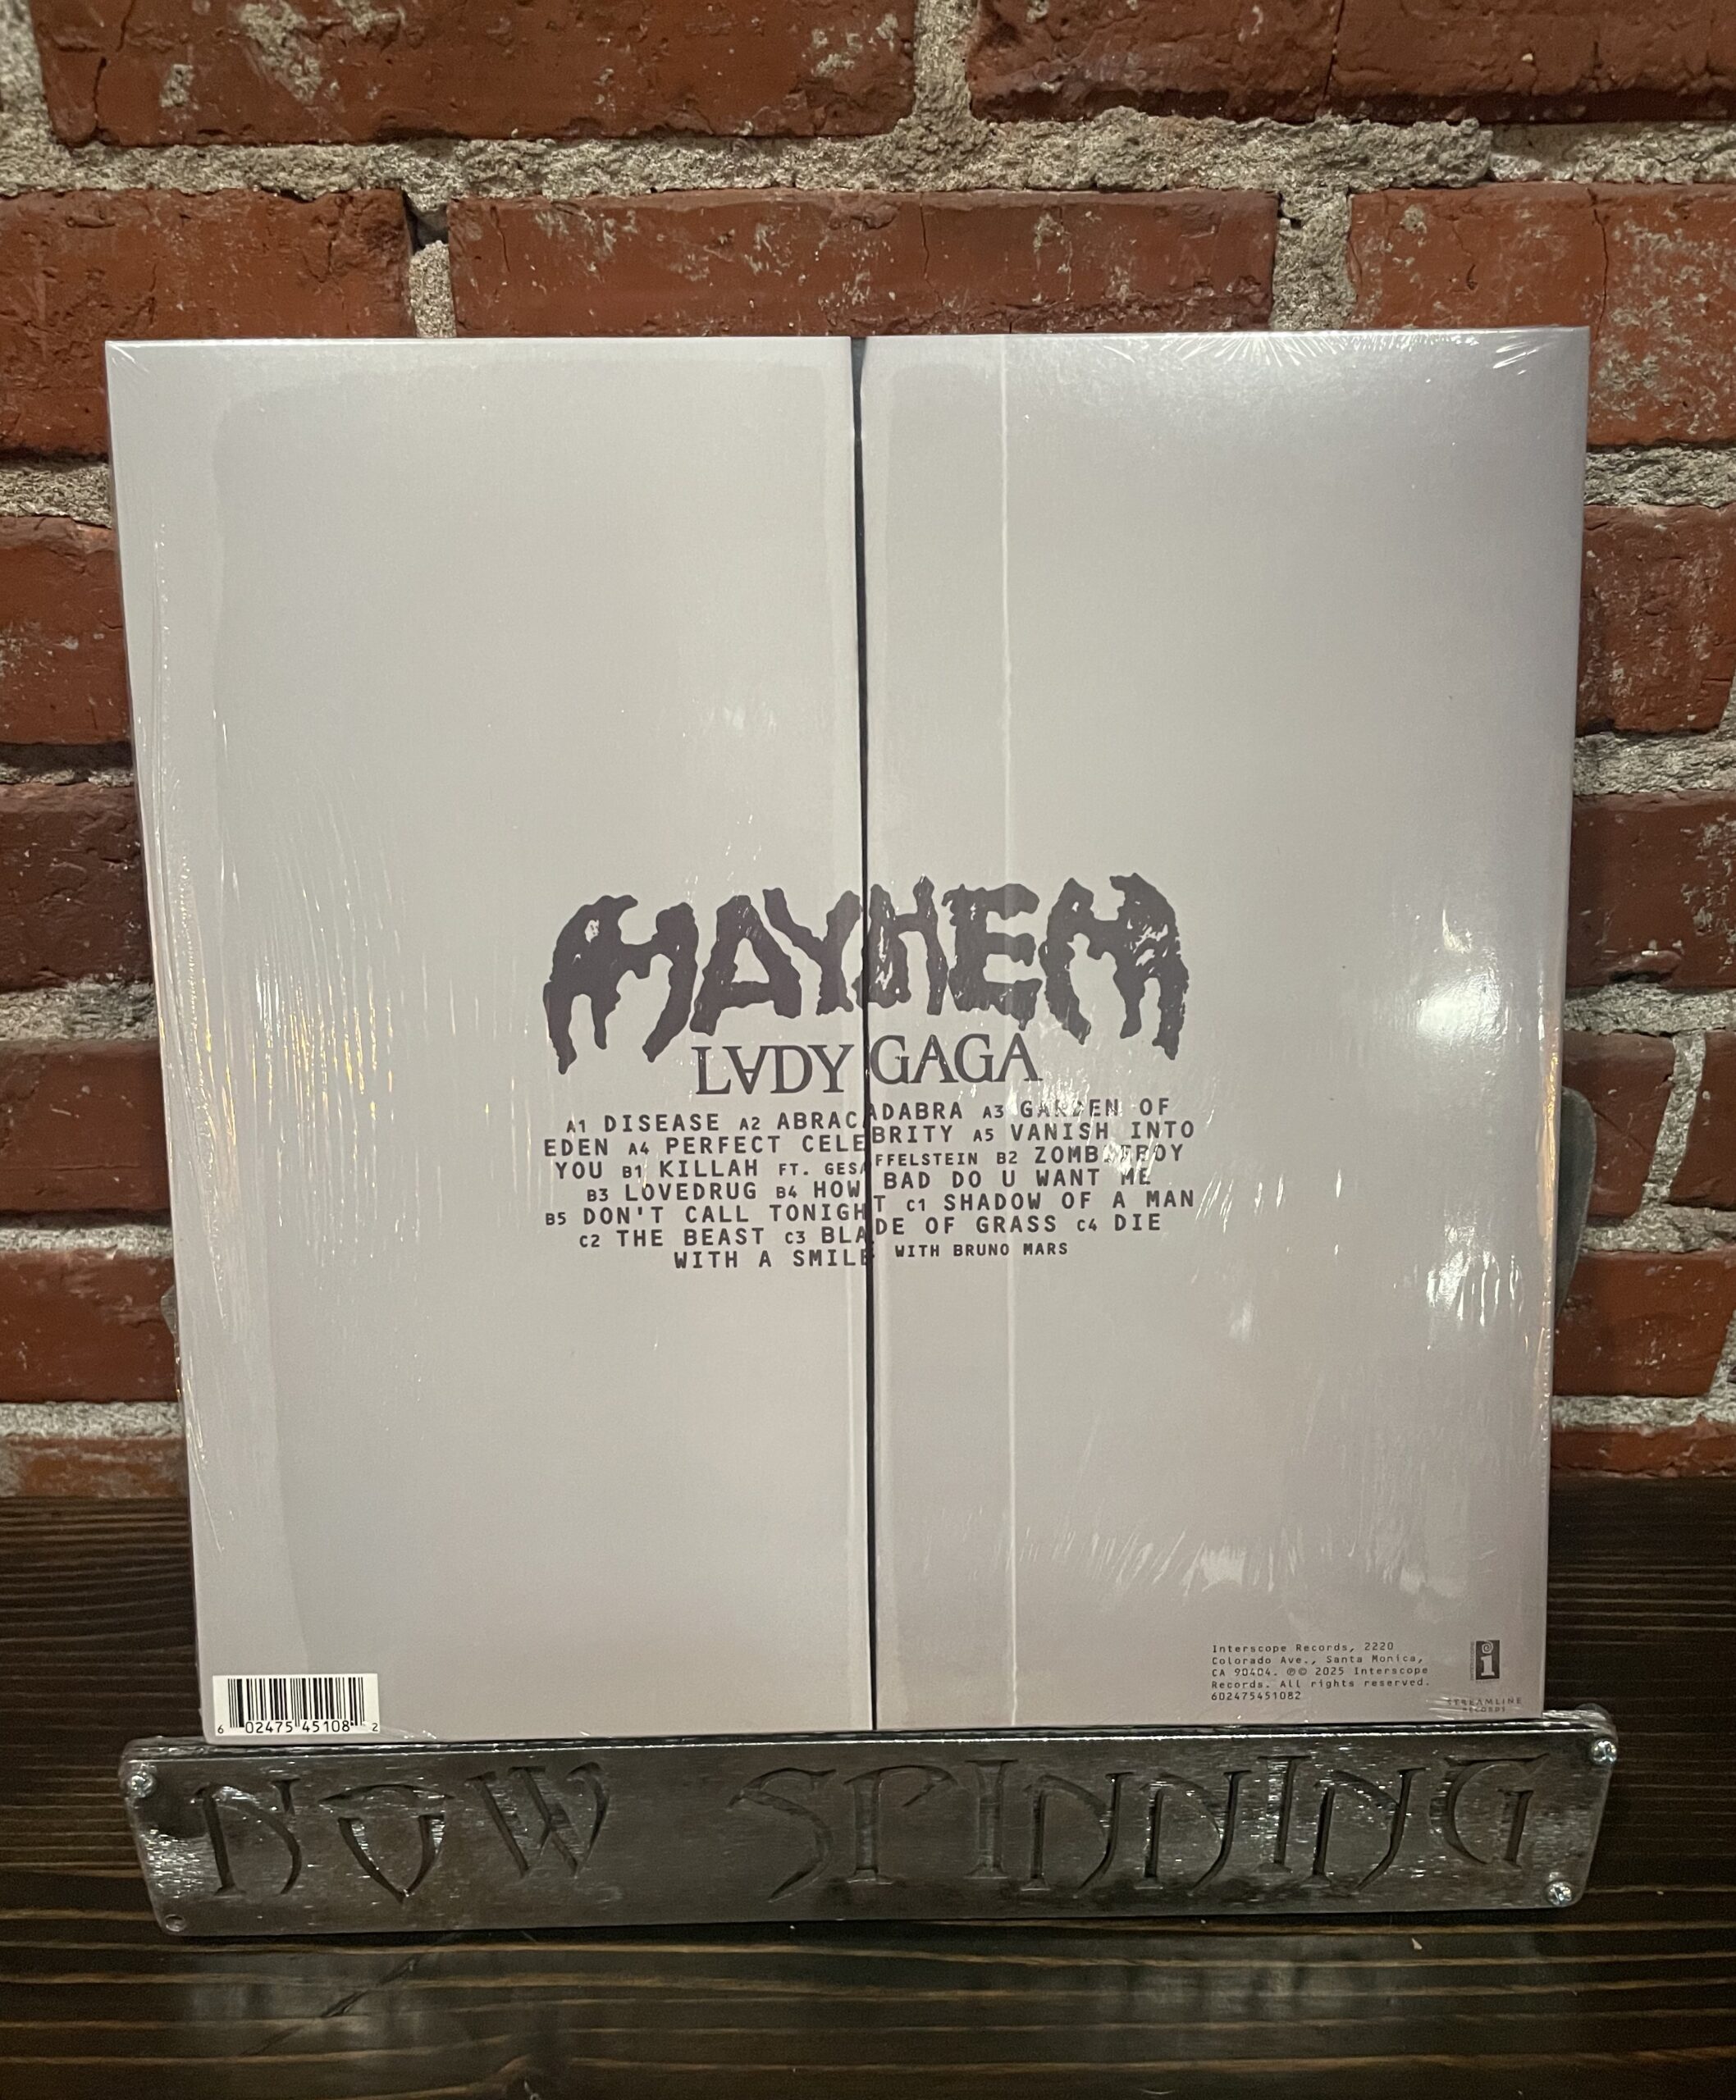 MAYHEM
LADY GAGA
A1 DISEASE A2 ABRACADABRA A3 GARDEN OF
EDEN A4 PERFECT CELEBRITY A5 VANISH INTO
YOU B1 KILLAH FT. GESAFFELSTEIN B2 ZOMBIEBOY
B3 LOVEDRUG B4 HOW BAD DO U WANT ME
B5 DON'T CALL TONIGHT C1 SHADOW OF A MAN
C2 THE BEAST C3 BLADE OF GRASS C4 DIE
WITH A SMILE WITH BRUNO MARS
Interscope Records, 2220
Colorado Ave., Santa Monica,
CA 90404. ℗© 2025 Interscope
Records. All rights reserved.
602475451082
i
STREAMLINE
RECORDS
6 02475 45108 2
NOW SPINNING